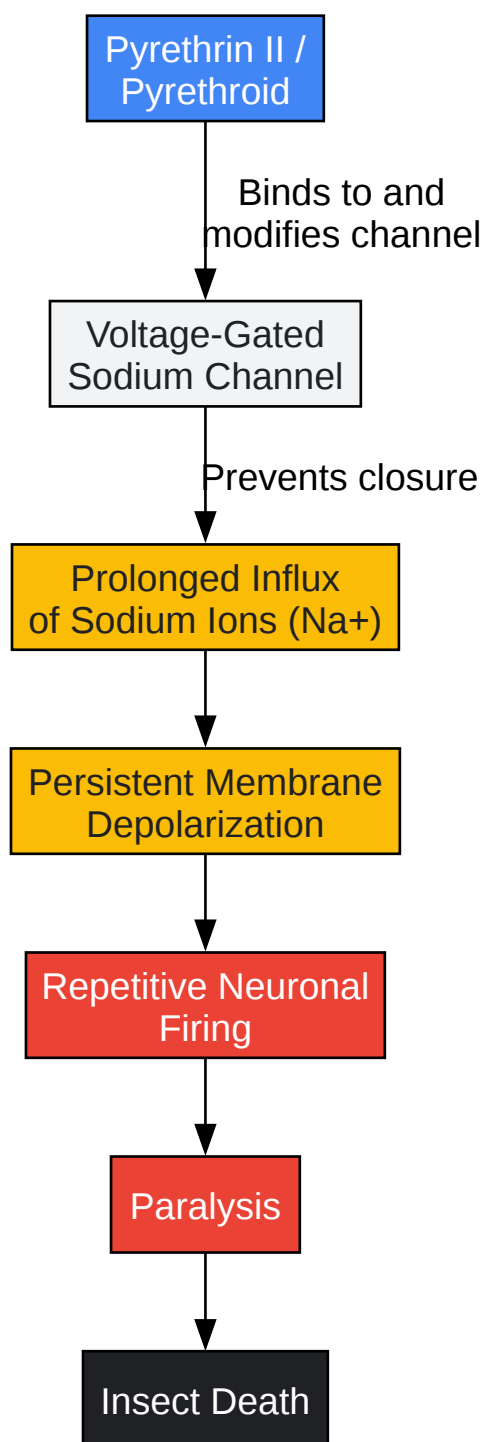 Pyrethrin II /
Pyrethroid
Binds to and
modifies channel
Voltage-Gated
Sodium Channel
Prevents closure
Prolonged Influx
of Sodium Ions (Na+)
Persistent Membrane
Depolarization
Repetitive Neuronal
Firing
Paralysis
Insect Death